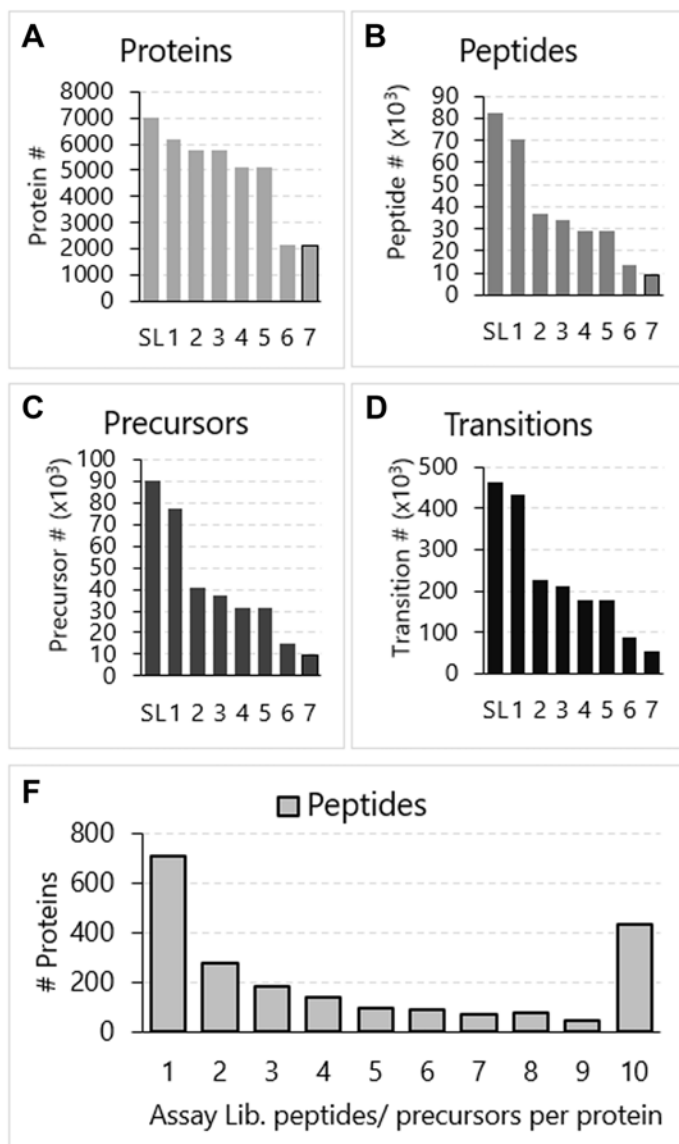 A
Proteins
Protein #
8000
7000
6000
5000
4000
3000
2000
1000
0
SL 1 2 3 4 5 6 7
B
Peptides
Peptide # (x10³)
90
80
70
60
50
40
30
20
10
0
SL 1 2 3 4 5 6 7
C
Precursors
Precursor # (x10³)
100
90
80
70
60
50
40
30
20
10
0
SL 1 2 3 4 5 6 7
D
Transitions
Transition # (x10³)
500
400
300
200
100
0
SL 1 2 3 4 5 6 7
F
Peptides
# Proteins
800
600
400
200
0
1 2 3 4 5 6 7 8 9 10
Assay Lib. peptides/ precursors per protein